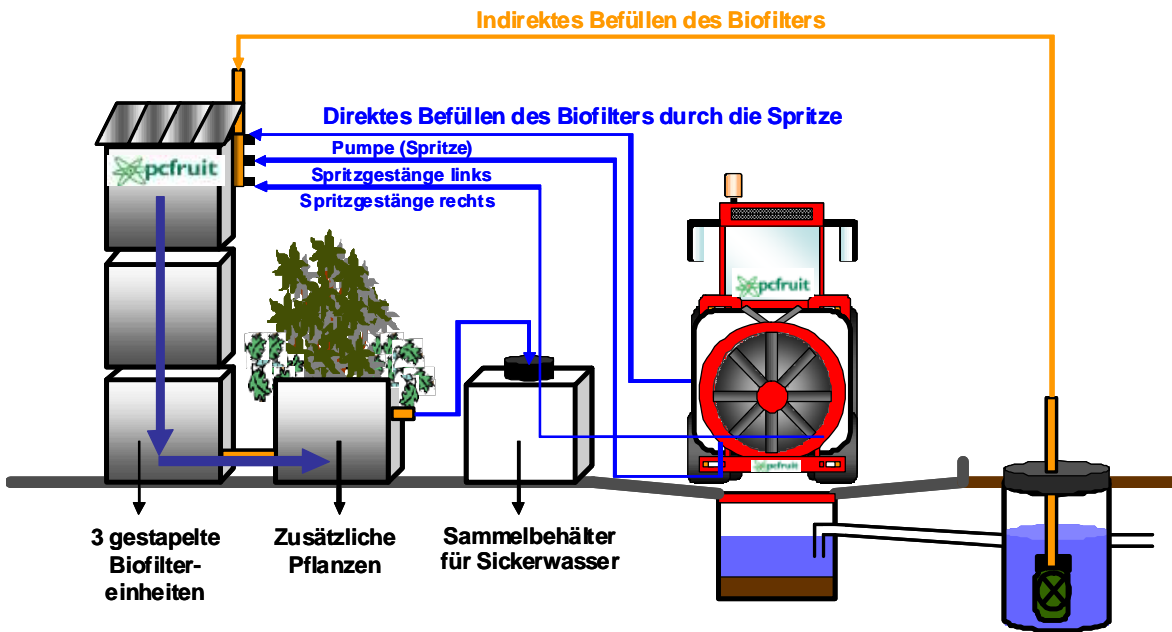 Indirektes Befüllen des Biofilters
Direktes Befüllen des Biofilters durch die Spritze
Pumpe (Spritze)
Spritzgestänge links
Spritzgestänge rechts
pcfruit
pcfruit
pcfruit
3 gestapelte
Biofilter-
einheiten
Zusätzliche
Pflanzen
Sammelbehälter
für Sickerwasser